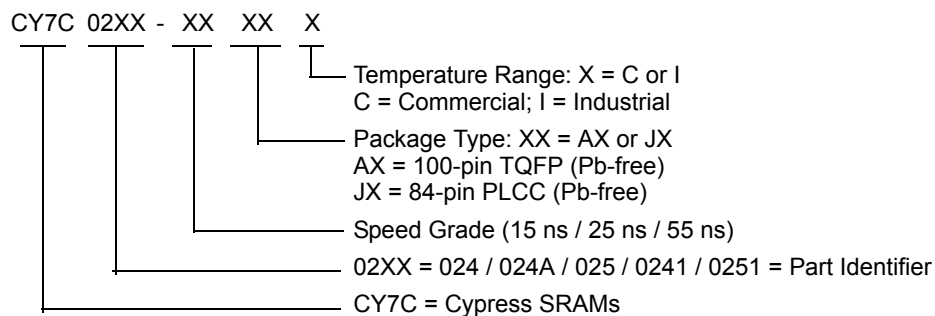 CY7C 02XX - XX XX X
Temperature Range: X = C or I
C = Commercial; I = Industrial
Package Type: XX = AX or JX
AX = 100-pin TQFP (Pb-free)
JX = 84-pin PLCC (Pb-free)
Speed Grade (15 ns / 25 ns / 55 ns)
02XX = 024 / 024A / 025 / 0241 / 0251 = Part Identifier
CY7C = Cypress SRAMs